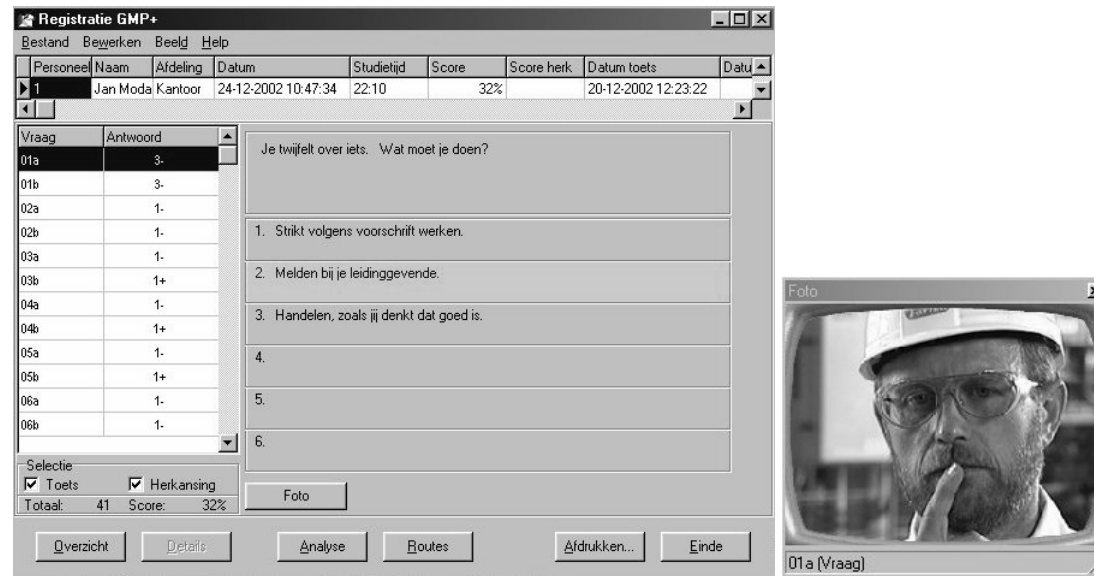 Registratie GMP+
Bestand Bewerken Beeld Help
Personeel Naam Afdeling Datum Studietijd Score Score herk Datum toets Datu
1 Jan Moda Kantoor 24-12-2002 10:47:34 22:10 32% 20-12-2002 12:23:22
Vraag Antwoord
01a 3-
01b 3-
02a 1-
02b 1-
03a 1-
03b 1+
04a 1-
04b 1+
05a 1-
05b 1+
06a 1-
06b 1-
Selectie
Toets Herkansing
Totaal: 41 Score: 32%
Je twijfelt over iets. Wat moet je doen?
1. Strikt volgens voorschrift werken.
2. Melden bij je leidinggevende.
3. Handelen, zoals jij denkt dat goed is.
4.
5.
6.
Foto
Overzicht Details Analyse Routes Afdrukken... Einde
Foto
01a (Vraag)